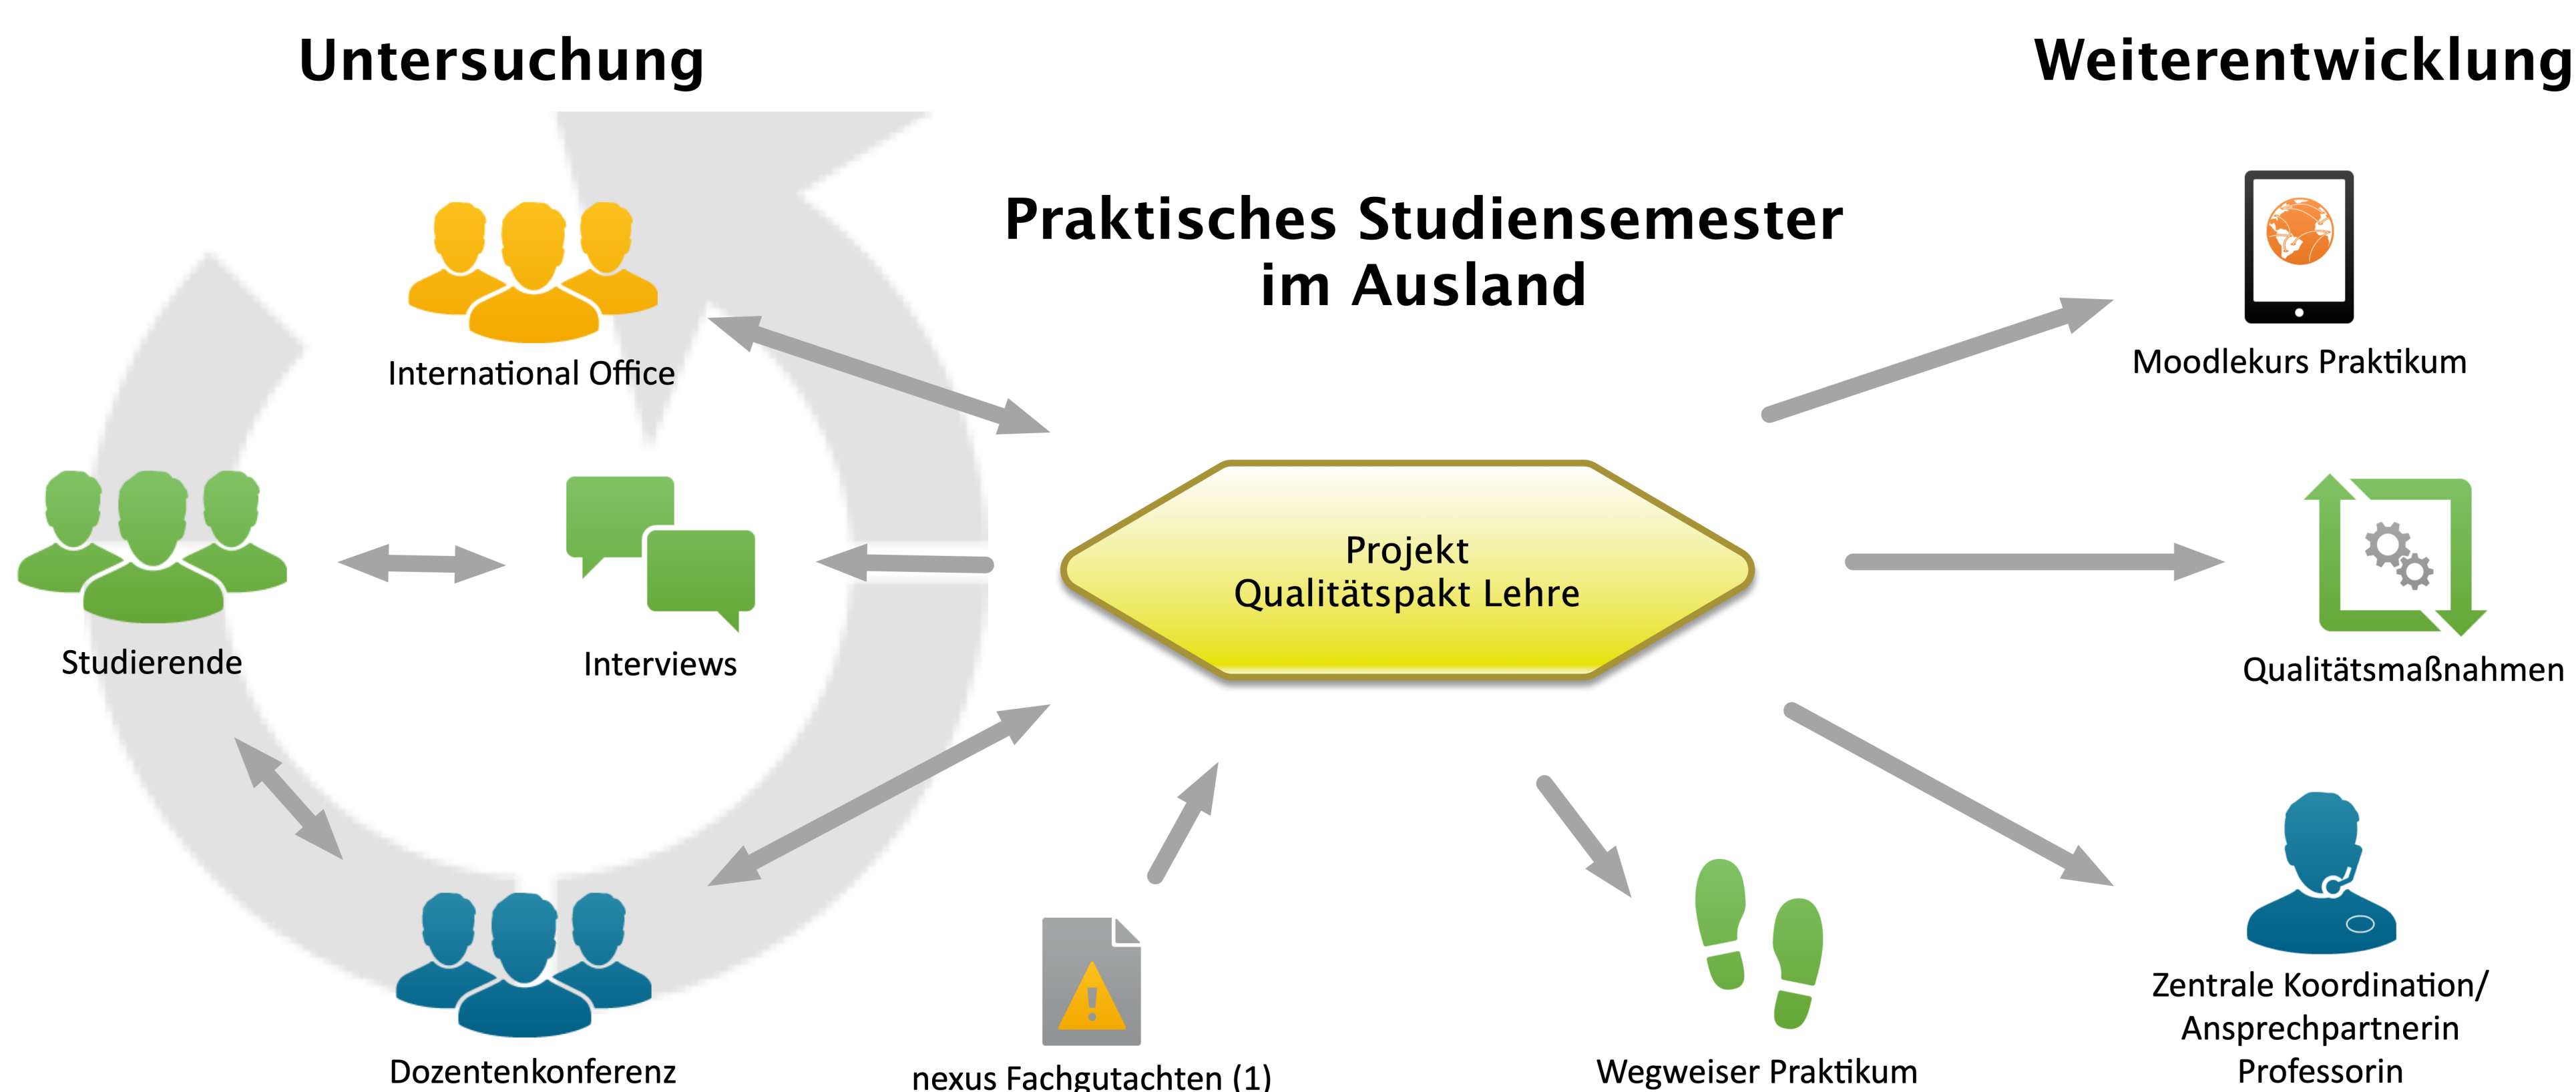 Untersuchung
Weiterentwicklung
Praktisches Studiensemester
im Ausland
International Office
Moodlekurs Praktikum
Projekt
Qualitätspakt Lehre
Studierende
Interviews
Qualitätsmaßnahmen
Dozentenkonferenz
nexus Fachgutachten (1)
Wegweiser Praktikum
Zentrale Koordination/
Ansprechpartnerin
Professorin